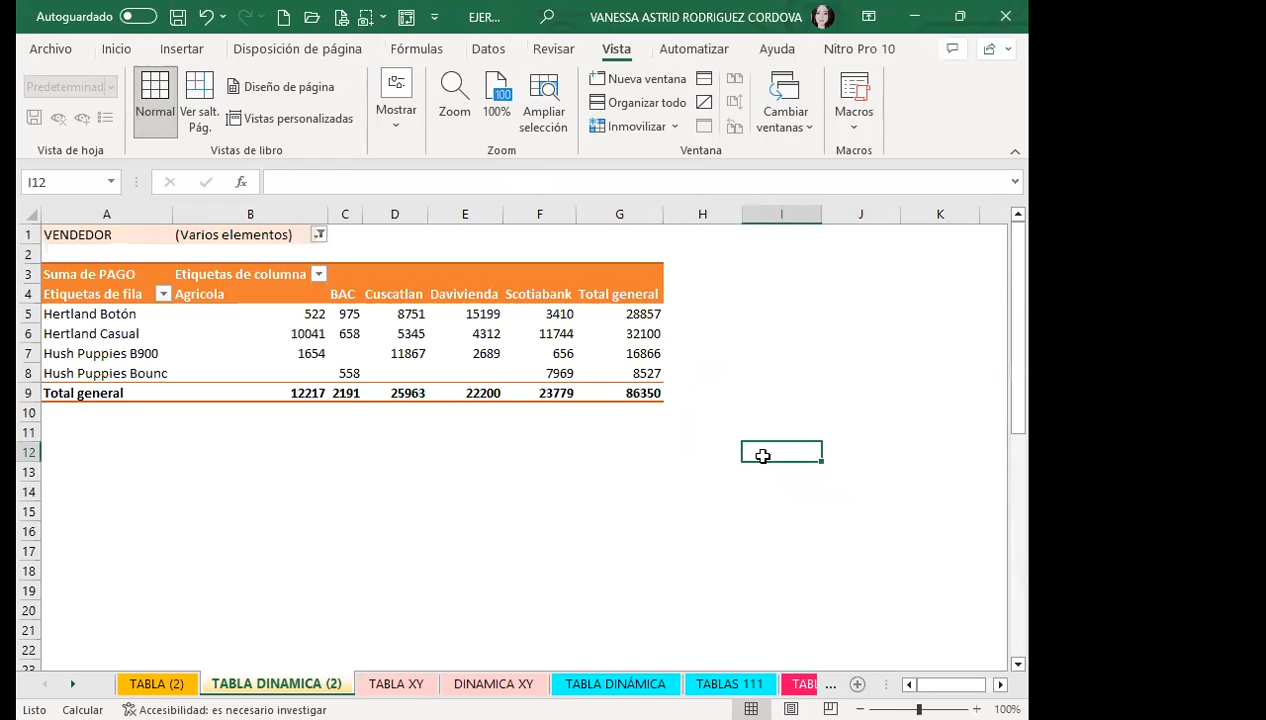 Autoguardado EJER... VANESSA ASTRID RODRIGUEZ CORDOVA
Archivo Inicio Insertar Disposición de página Fórmulas Datos Revisar Vista Automatizar Ayuda Nitro Pro 10
Predeterminad
Normal
Ver salt. Pág.
Diseño de página
Vistas personalizadas
Mostrar
Zoom
100
100%
Ampliar selección
Nueva ventana
Organizar todo
Inmovilizar
Cambiar ventanas
Macros
Vista de hoja Vistas de libro Zoom Ventana Macros
I12 fx
A B C D E F G H I J K
1 VENDEDOR (Varios elementos)
2
3 Suma de PAGO Etiquetas de columna
4 Etiquetas de fila Agricola BAC Cuscatlan Davivienda Scotiabank Total general
5 Hertland Botón 522 975 8751 15199 3410 28857
6 Hertland Casual 10041 658 5345 4312 11744 32100
7 Hush Puppies B900 1654 11867 2689 656 16866
8 Hush Puppies Bounc 558 7969 8527
9 Total general 12217 2191 25963 22200 23779 86350
10
11
12
13
14
15
16
17
18
19
20
21
22
23
TABLA (2) TABLA DINAMICA (2) TABLA XY DINAMICA XY TABLA DINÁMICA TABLAS 111 TABL ...
Listo Calcular Accesibilidad: es necesario investigar 100%